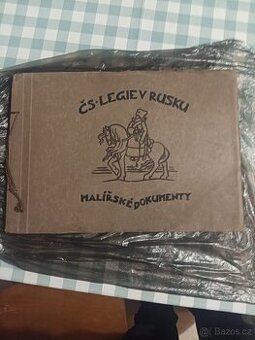 ČS·LEGIE V RUSKU
MALÍŘSKÉ DOKUMENTY
Bazos.cz